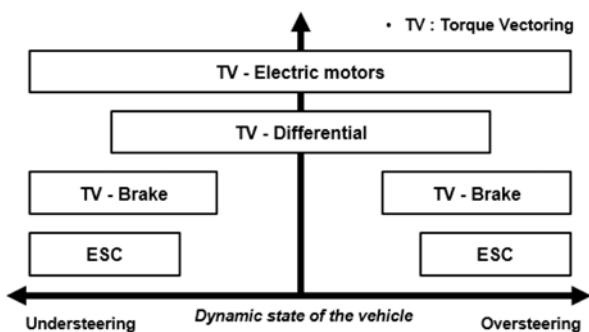 • TV : Torque Vectoring
TV - Electric motors
TV - Differential
TV - Brake
TV - Brake
ESC
ESC
Understeering
Dynamic state of the vehicle
Oversteering